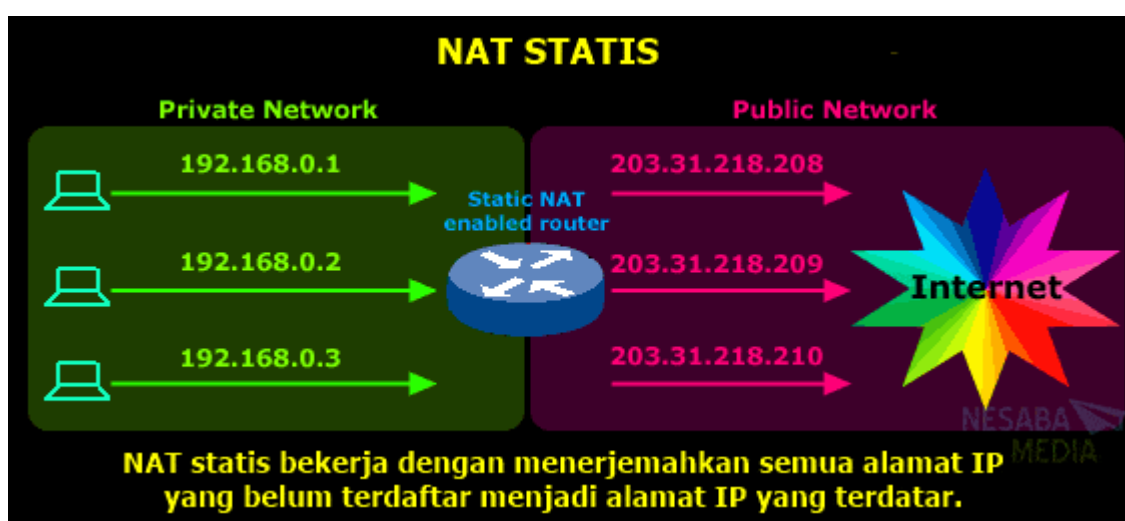 NAT STATIS
Private Network
Public Network
192.168.0.1
203.31.218.208
Static NAT
enabled router
192.168.0.2
203.31.218.209
Internet
192.168.0.3
203.31.218.210
NESABA
MEDIA
NAT statis bekerja dengan menerjemahkan semua alamat IP
yang belum terdaftar menjadi alamat IP yang terdatar.